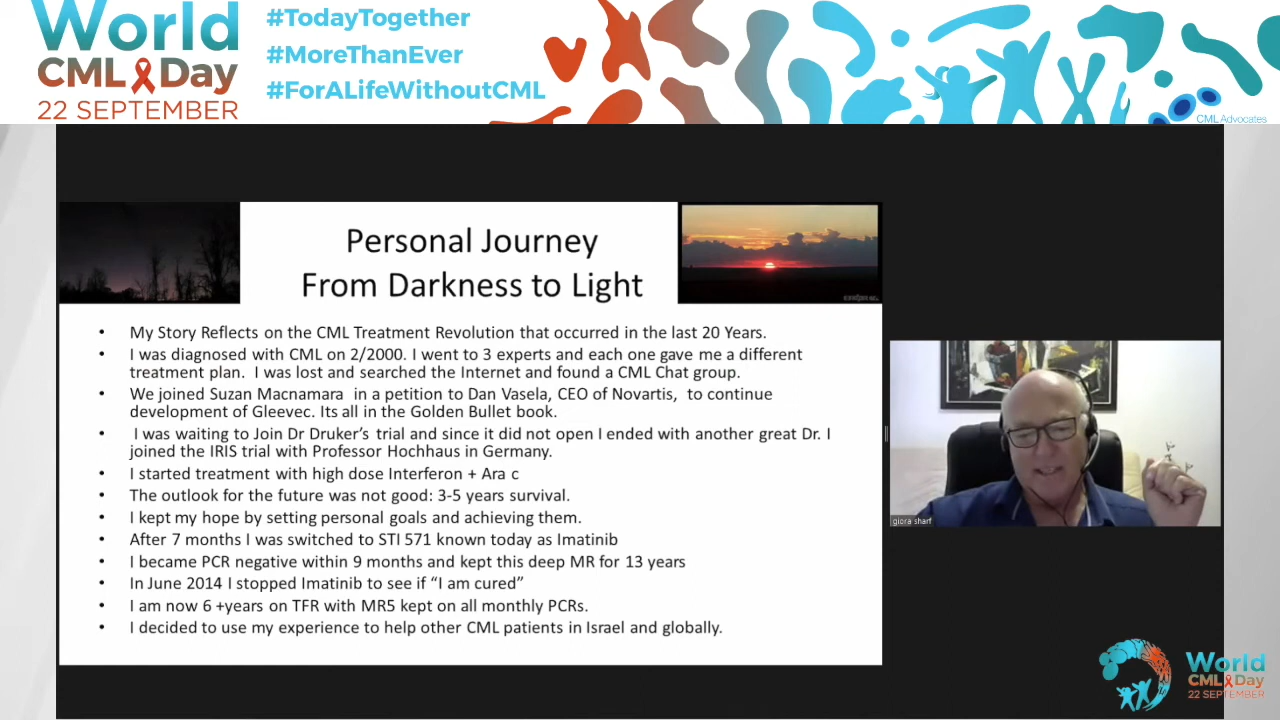 World
CML Day
22 SEPTEMBER
#TodayTogether
#MoreThanEver
#ForALifeWithoutCML
CML Advocates
Personal Journey
From Darkness to Light
• My Story Reflects on the CML Treatment Revolution that occurred in the last 20 Years.
• I was diagnosed with CML on 2/2000. I went to 3 experts and each one gave me a different
treatment plan. I was lost and searched the Internet and found a CML Chat group.
• We joined Suzan Macnamara in a petition to Dan Vasela, CEO of Novartis, to continue
development of Gleevec. Its all in the Golden Bullet book.
• I was waiting to Join Dr Druker’s trial and since it did not open I ended with another great Dr. I
joined the IRIS trial with Professor Hochhaus in Germany.
• I started treatment with high dose Interferon + Ara c
• The outlook for the future was not good: 3-5 years survival.
• I kept my hope by setting personal goals and achieving them.
• After 7 months I was switched to STI 571 known today as Imatinib
• I became PCR negative within 9 months and kept this deep MR for 13 years
• In June 2014 I stopped Imatinib to see if “I am cured”
• I am now 6 +years on TFR with MR5 kept on all monthly PCRs.
• I decided to use my experience to help other CML patients in Israel and globally.
giora sharf
World
CML Day
22 SEPTEMBER